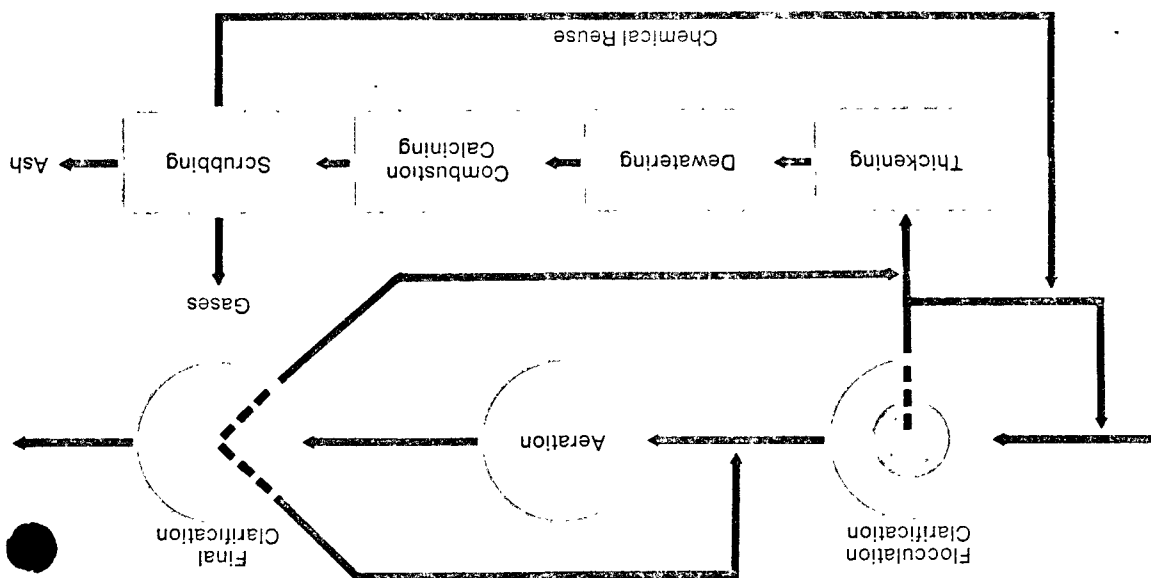 Flocculation
Clarification
Final
Clarification
Aeration
Gases
Thickening
Dewatering
Combustion
Calcining
Scrubbing
Ash
Chemical Reuse